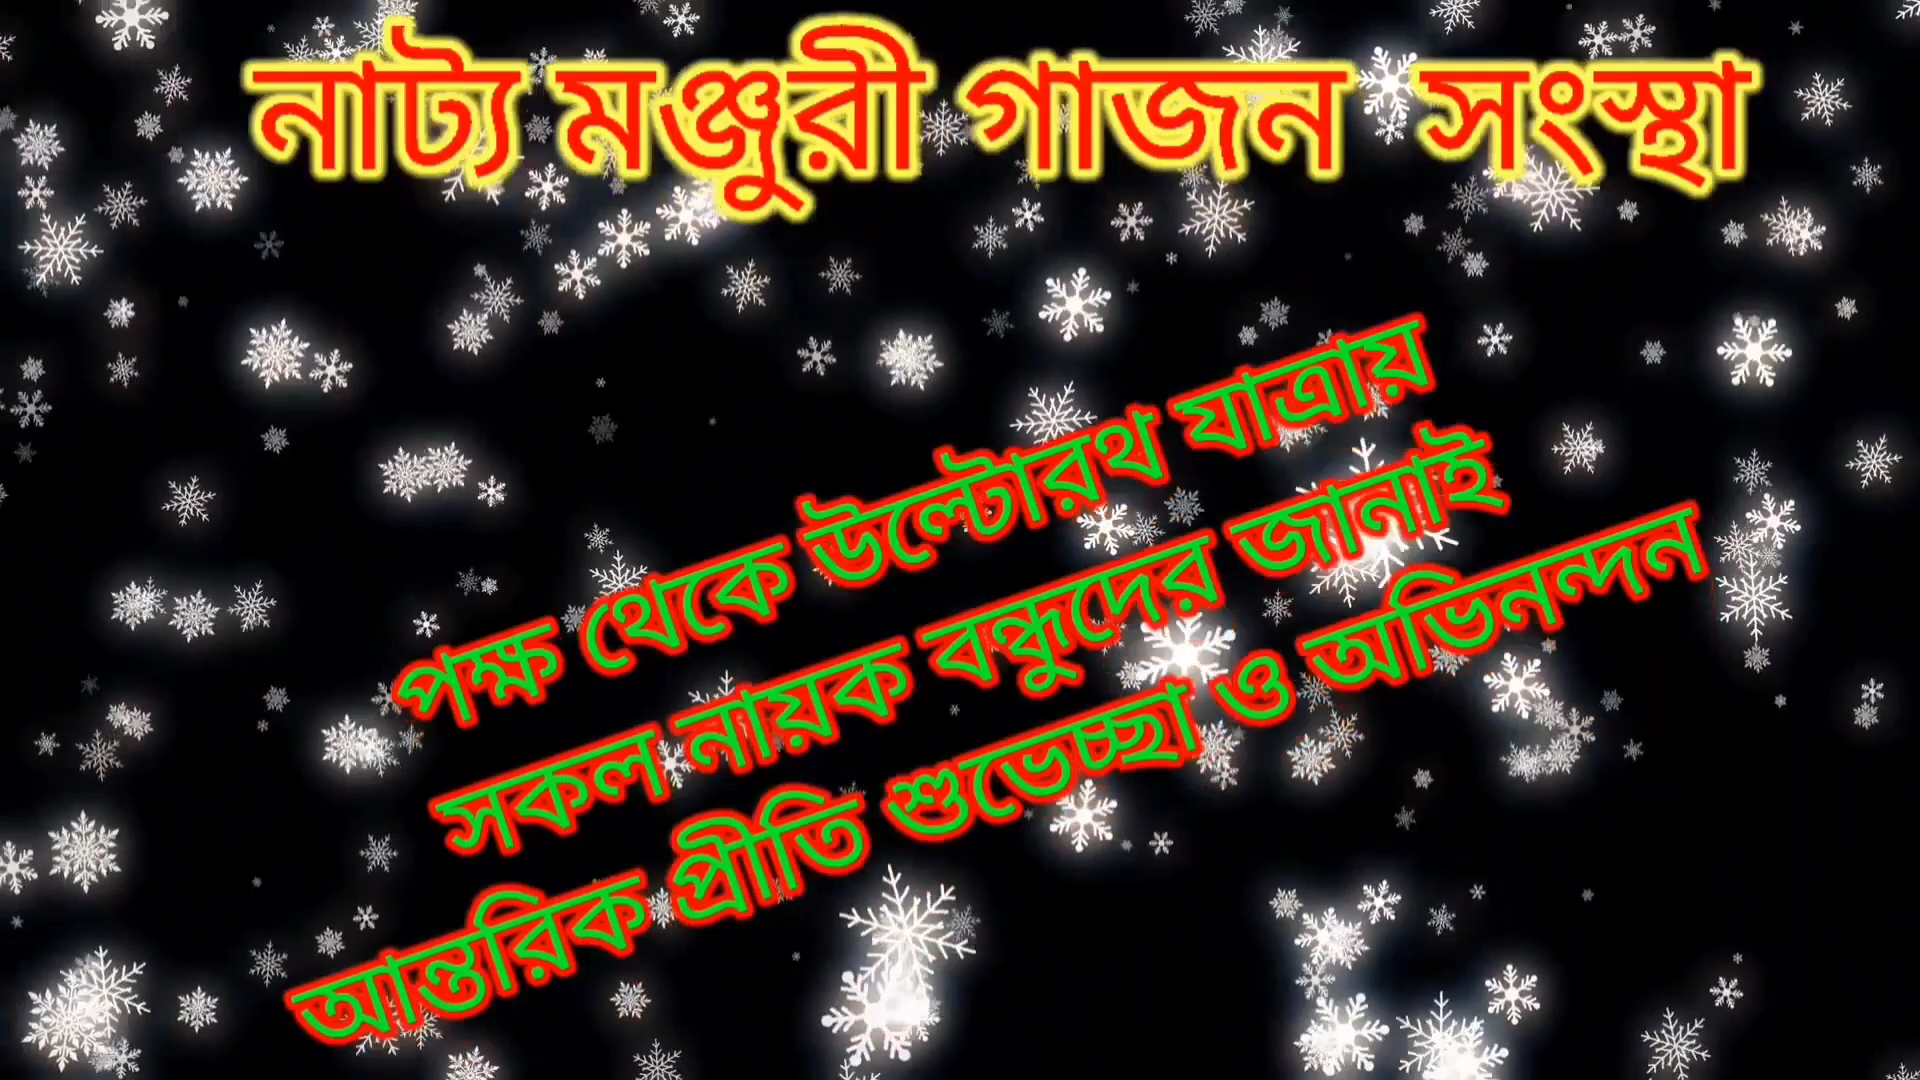 নাট্য মঞ্জুরী গাজন সংস্থা
পক্ষ থেকে উল্টোরথ যাত্রায়
সকল নায়ক বন্ধুদের জানাই
আন্তরিক প্রীতি শুভেচ্ছা ও অভিনন্দন